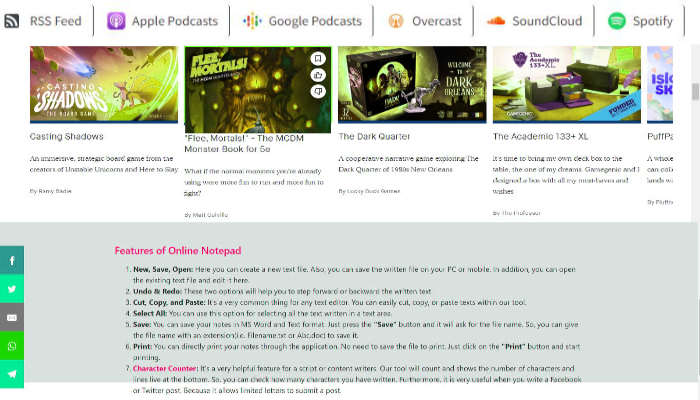 RSS Feed
Apple Podcasts
Google Podcasts
Overcast
SoundCloud
Spotify
CASTING
SHADOWS
THE BOARD GAME
Casting Shadows
An immersive, strategic board game from the
creators of Unstable Unicorns and Here to Slay
By Ramy Badie
FLEE,
MORTALS!
"Flee, Mortals!" - The MCDM
Monster Book for 5e
What if the normal monsters you're already
using were more fun to run and more fun to
fight?
By Matt Colville
WELCOME
TO
DARK
ORLEANS
32
The Dark Quarter
A cooperative narrative game exploring The
Dark Quarter of 1980s New Orleans
By Lucky Duck Games
The
Academic
133+XL
GAMEGENIC
FUNDED
The Academic 133+ XL
It's time to bring my own deck box to the
table, the one of my dreams. Gamegenic and I
designed a box with all my must-haves and
wishes
By The Professor
PuffPa
A whole
can coll
lands wi
Features of Online Notepad
1. New, Save, Open: Here you can create a new text file. Also, you can save the written file on your PC or mobile. In addition, you can open
the existing text file and edit it here.
2. Undo & Redo: These two options will help you to step forward or backward the written text.
3. Cut, Copy, and Paste: It's a very common thing for any text editor. You can easily cut, copy, or paste texts within our tool.
4. Select All: You can use this option for selecting all the text written in a text area.
5. Save: You can save your notes in MS Word and Text format. Just press the "Save" button and it will ask for the file name. So, you can give
the file name with an extension(i.e. Filename.txt or Abc.doc) to save it.
6. Print: You can directly print your notes through the application. No need to save the file to print. Just click on the "Print" button and start
printing.
7. Character Counter: It's a very helpful feature for a script or content writers. Our tool will count and shows the number of characters and
lines live at the bottom. So, you can check how many characters you have written. Furthermore, it is very useful when you write a Facebook
or Twitter post. Because it allows limited letters to submit a post.